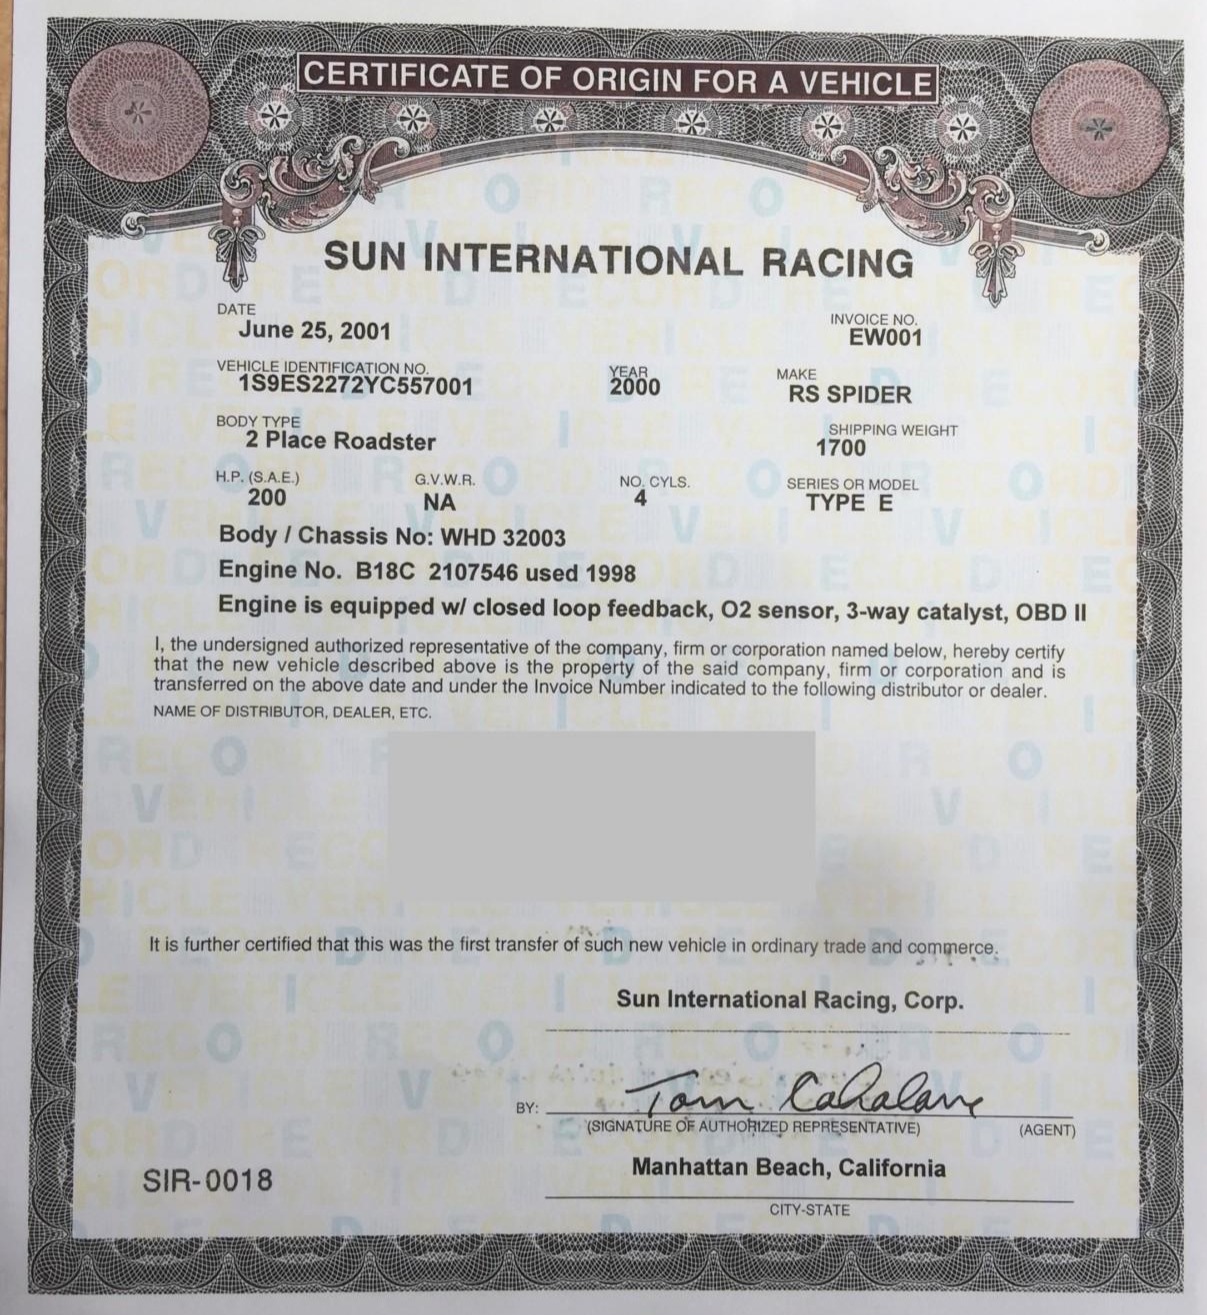 CERTIFICATE OF ORIGIN FOR A VEHICLE
SUN INTERNATIONAL RACING
DATE
June 25, 2001
INVOICE NO.
EW001
VEHICLE IDENTIFICATION NO.
1S9ES2272YC557001
YEAR
2000
MAKE
RS SPIDER
BODY TYPE
2 Place Roadster
SHIPPING WEIGHT
1700
H.P. (S.A.E.)
200
G.V.W.R.
NA
NO. CYLS.
4
SERIES OR MODEL
TYPE E
Body / Chassis No: WHD 32003
Engine No. B18C 2107546 used 1998
Engine is equipped w/ closed loop feedback, O2 sensor, 3-way catalyst, OBD II
I, the undersigned authorized representative of the company, firm or corporation named below, hereby certify
that the new vehicle described above is the property of the said company, firm or corporation and is
transferred on the above date and under the Invoice Number indicated to the following distributor or dealer.
NAME OF DISTRIBUTOR, DEALER, ETC.
It is further certified that this was the first transfer of such new vehicle in ordinary trade and commerce.
Sun International Racing, Corp.
BY: Tom Cahalane
(SIGNATURE OF AUTHORIZED REPRESENTATIVE) (AGENT)
Manhattan Beach, California
CITY-STATE
SIR-0018